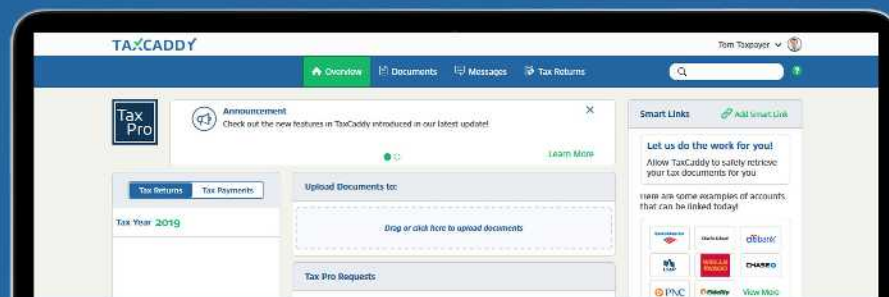 TAXCADDY
Tom Taxpayer
Overview
Documents
Messages
Tax Returns
Tax
Pro
Announcement
Check out the new features in TaxCaddy introduced in our latest update!
Learn More
Smart Links
Add Smart Link
Let us do the work for you!
Allow TaxCaddy to safely retrieve
your tax documents for you
Here are some examples of accounts
that can be linked today!
citibank
WELLS
FARGO
CHASE
PNC
Fidelity
View More
Tax Returns
Tax Payments
Tax Year 2019
Upload Documents to:
Drag or click here to upload documents
Tax Pro Requests